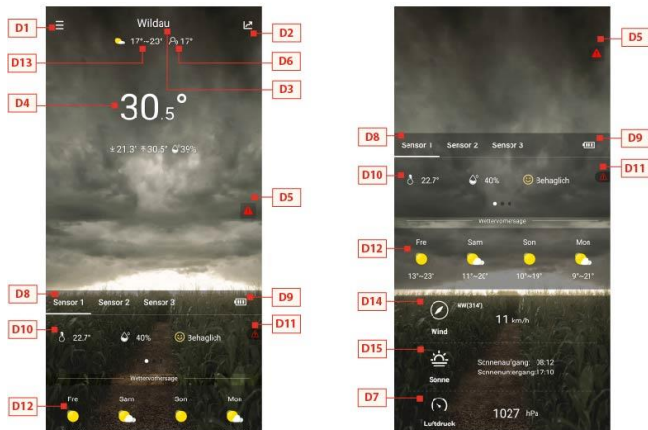 D1
Wildau
D2
17°~23° 17°
D13
D6
D3
D4
30.5°
21.3° 30.5° 39%
D5
D8
Sensor 1 Sensor 2 Sensor 3
D9
D10
22.7° 40% Behaglich
D11
Wettervorhersage
D12
Fre Sam Son Mon
D5
D8
Sensor 1 Sensor 2 Sensor 3
D9
D10
22.7° 40% Behaglich
D11
Wettervorhersage
D12
Fre Sam Son Mon
13°~23° 11°~20° 10°~19° 9°~21°
D14
NW(314°)
Wind
11 km/h
D15
Sonnenaufgang: 08:12
Sonnenuntergang:17:10
Sonne
D7
Luftdruck
1027 hPa